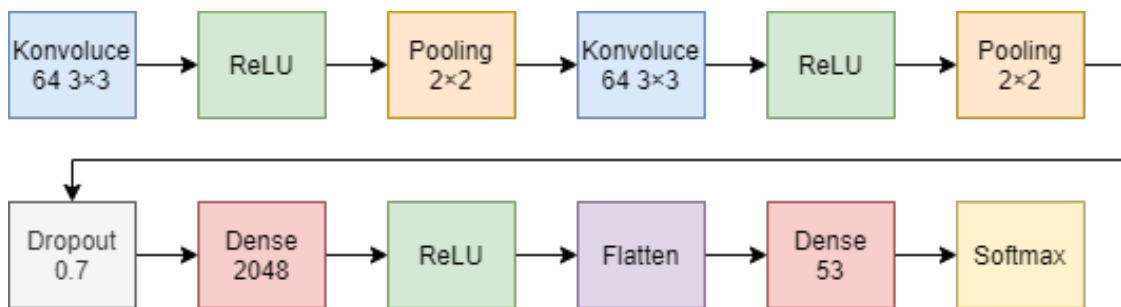 Konvoluce
64 3×3
ReLU
Pooling
2×2
Konvoluce
64 3×3
ReLU
Pooling
2×2
Dropout
0.7
Dense
2048
ReLU
Flatten
Dense
53
Softmax